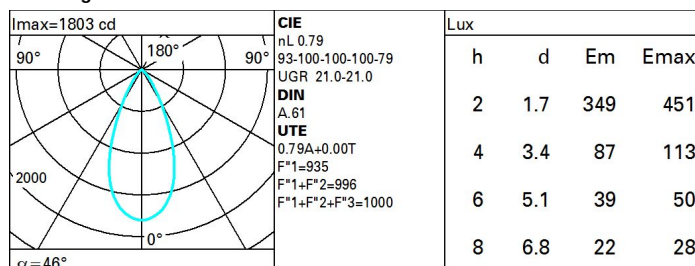 Imax=1803 cd
90° 180° 90°
2000
0°
α=46°
CIE
nL 0.79
93-100-100-100-79
UGR 21.0-21.0
DIN
A.61
UTE
0.79A+0.00T
F"1=935
F"1+F"2=996
F"1+F"2+F"3=1000
Lux
h d Em Emax
2 1.7 349 451
4 3.4 87 113
6 5.1 39 50
8 6.8 22 28